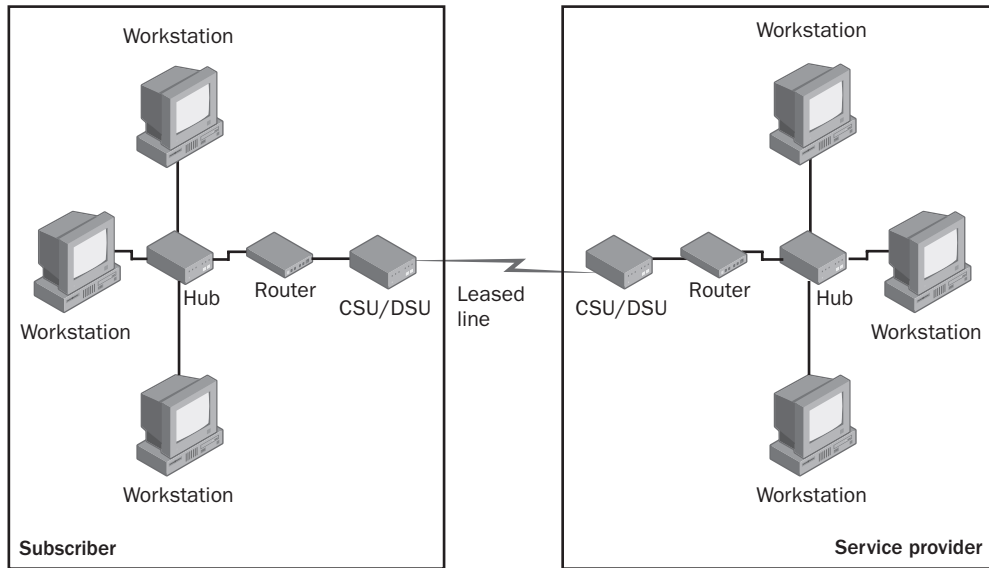 Workstation
Hub
Router
CSU/DSU
Workstation
Workstation
Subscriber
Leased
line
Workstation
CSU/DSU
Router
Hub
Workstation
Workstation
Service provider